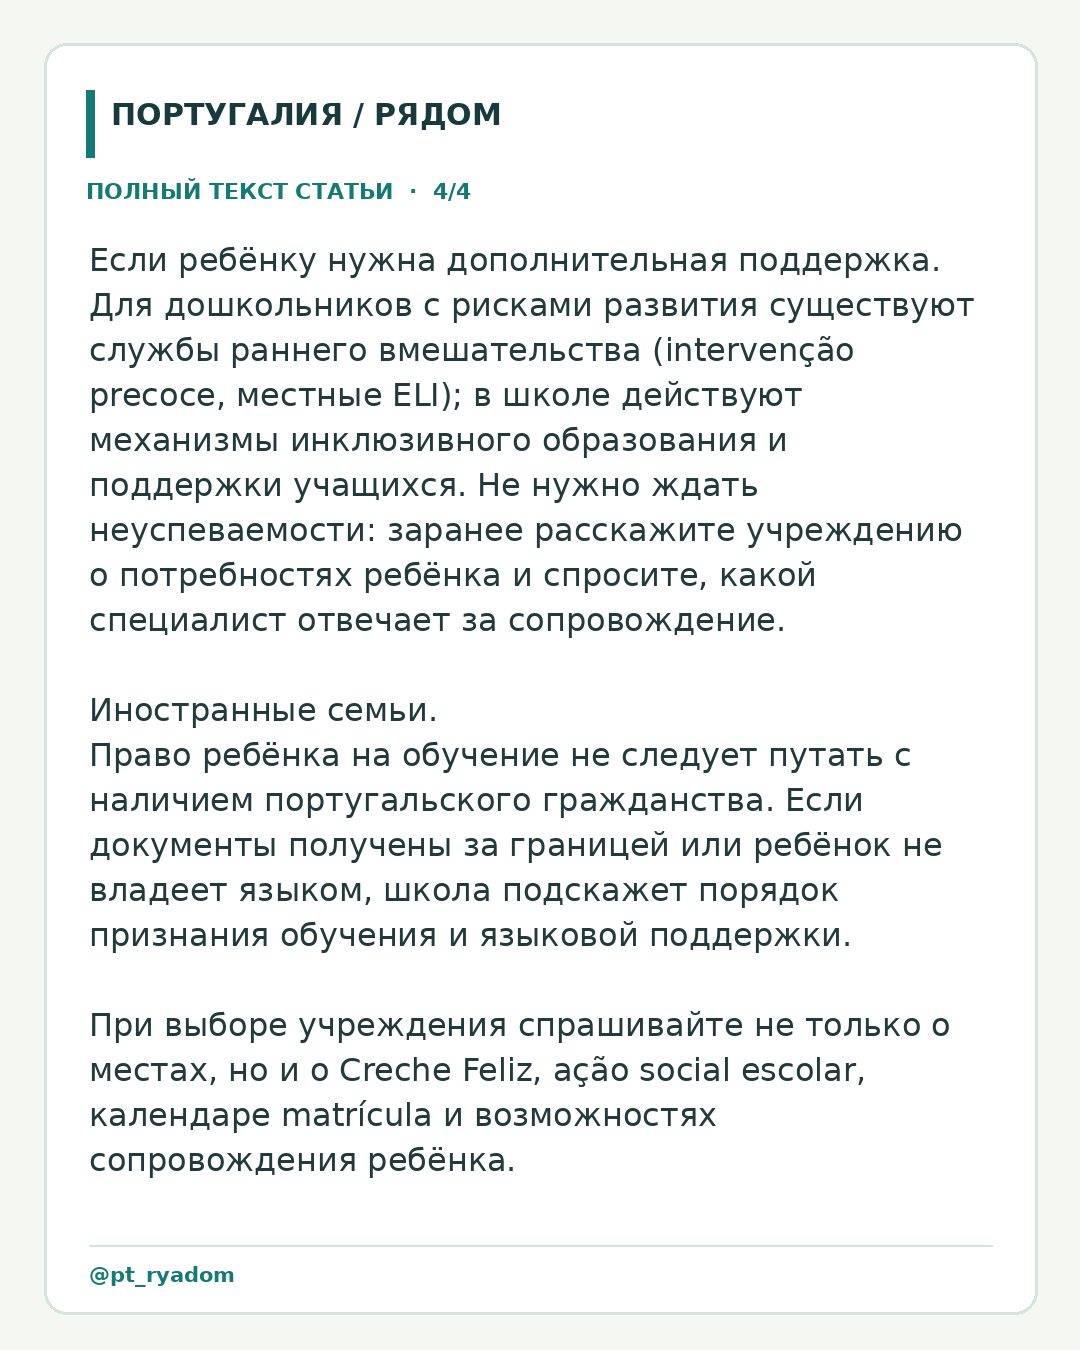 ПОРТУГАЛИЯ / РЯДОМ
ПОЛНЫЙ ТЕКСТ СТАТЬИ · 4/4
Если ребёнку нужна дополнительная поддержка.
Для дошкольников с рисками развития существуют
службы раннего вмешательства (intervenção
precoce, местные ELI); в школе действуют
механизмы инклюзивного образования и
поддержки учащихся. Не нужно ждать
неуспеваемости: заранее расскажите учреждению
о потребностях ребёнка и спросите, какой
специалист отвечает за сопровождение.
Иностранные семьи.
Право ребёнка на обучение не следует путать с
наличием португальского гражданства. Если
документы получены за границей или ребёнок не
владеет языком, школа подскажет порядок
признания обучения и языковой поддержки.
При выборе учреждения спрашивайте не только о
местах, но и о Creche Feliz, ação social escolar,
календаре matrícula и возможностях
сопровождения ребёнка.
@pt_ryadom